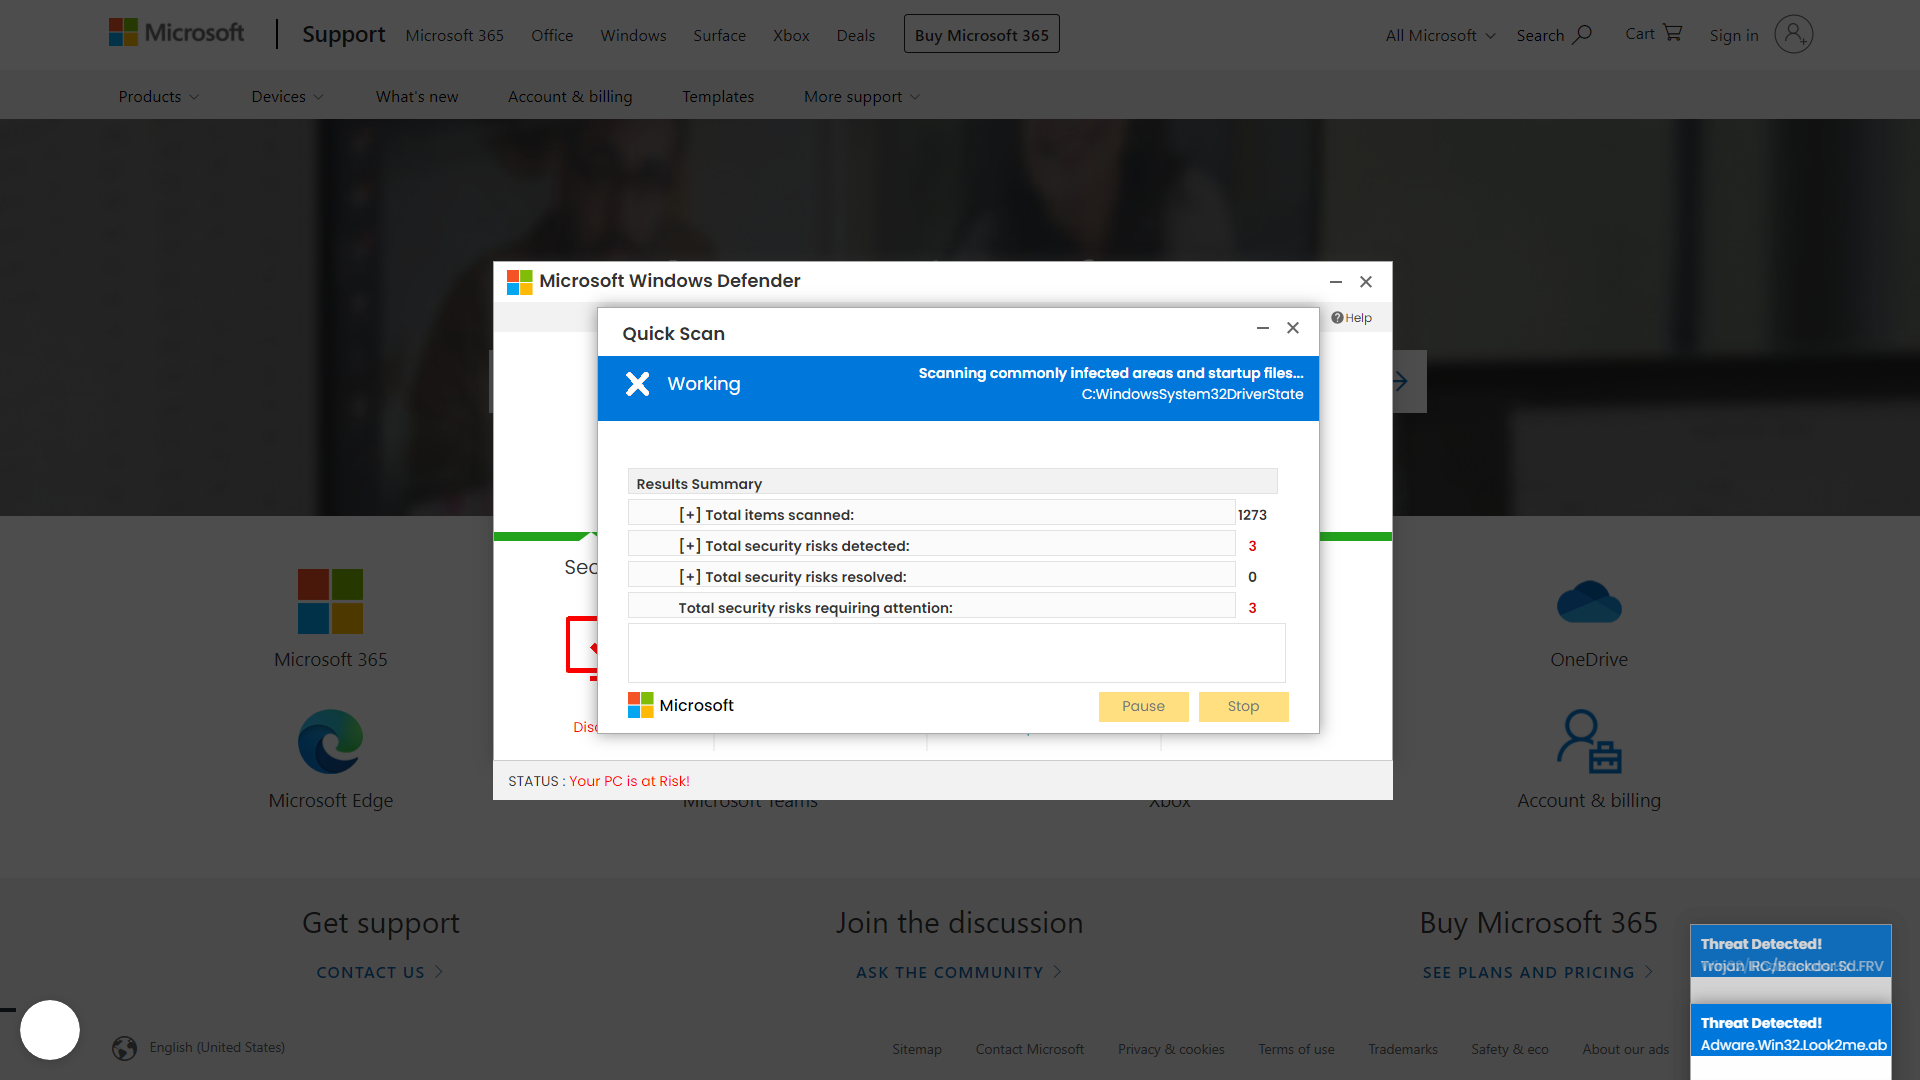 Microsoft
Support
Microsoft 365
Office
Windows
Surface
Xbox
Deals
Buy Microsoft 365
All Microsoft
Search
Cart
Sign in
Products
Devices
What's new
Account & billing
Templates
More support
Microsoft Windows Defender
Help
Quick Scan
Working
Scanning commonly infected areas and startup files...
C:WindowsSystem32DriverState
Results Summary
[+] Total items scanned: 1273
[+] Total security risks detected: 3
[+] Total security risks resolved: 0
Total security risks requiring attention: 3
Microsoft
Pause
Stop
Sec
Disc
STATUS : Your PC is at Risk!
Microsoft 365
OneDrive
Microsoft Edge
Microsoft Teams
Xbox
Account & billing
Get support
CONTACT US
Join the discussion
ASK THE COMMUNITY
Buy Microsoft 365
SEE PLANS AND PRICING
Threat Detected!
Trojan IRC/Backdor.Sd.FRV
Threat Detected!
Adware.Win32.Look2me.ab
English (United States)
Sitemap
Contact Microsoft
Privacy & cookies
Terms of use
Trademarks
Safety & eco
About our ads